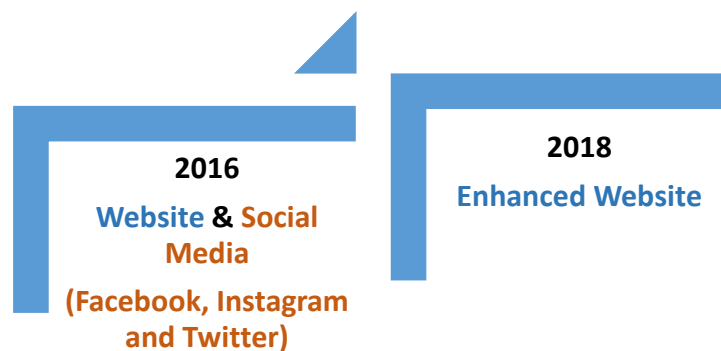 2016
Website & Social
Media
(Facebook, Instagram
and Twitter)
2018
Enhanced Website